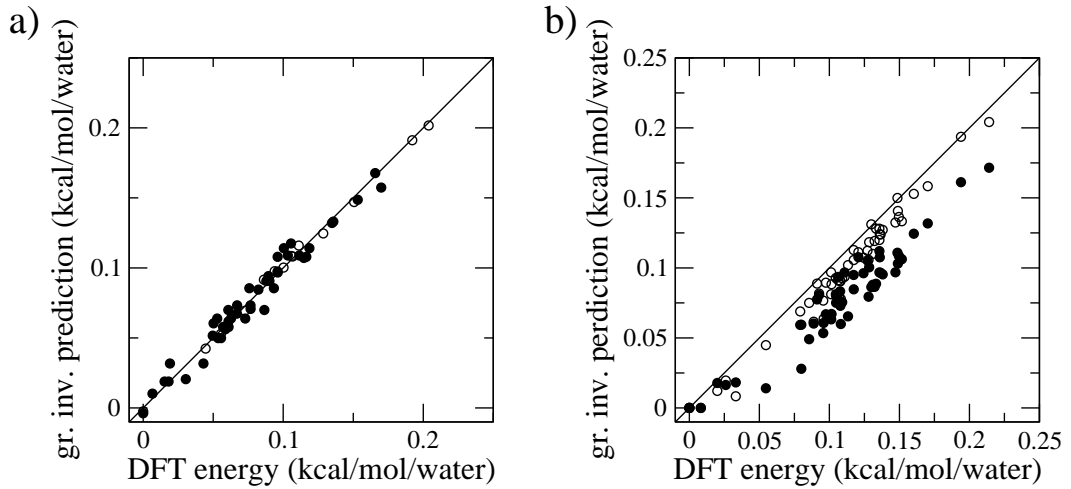 a)
gr. inv. prediction (kcal/mol/water)
0.2
0.1
0
0 0.1 0.2
DFT energy (kcal/mol/water)
b)
gr. inv. perdiction (kcal/mol/water)
0.25
0.2
0.15
0.1
0.05
0
0 0.05 0.1 0.15 0.2 0.25
DFT energy (kcal/mol/water)